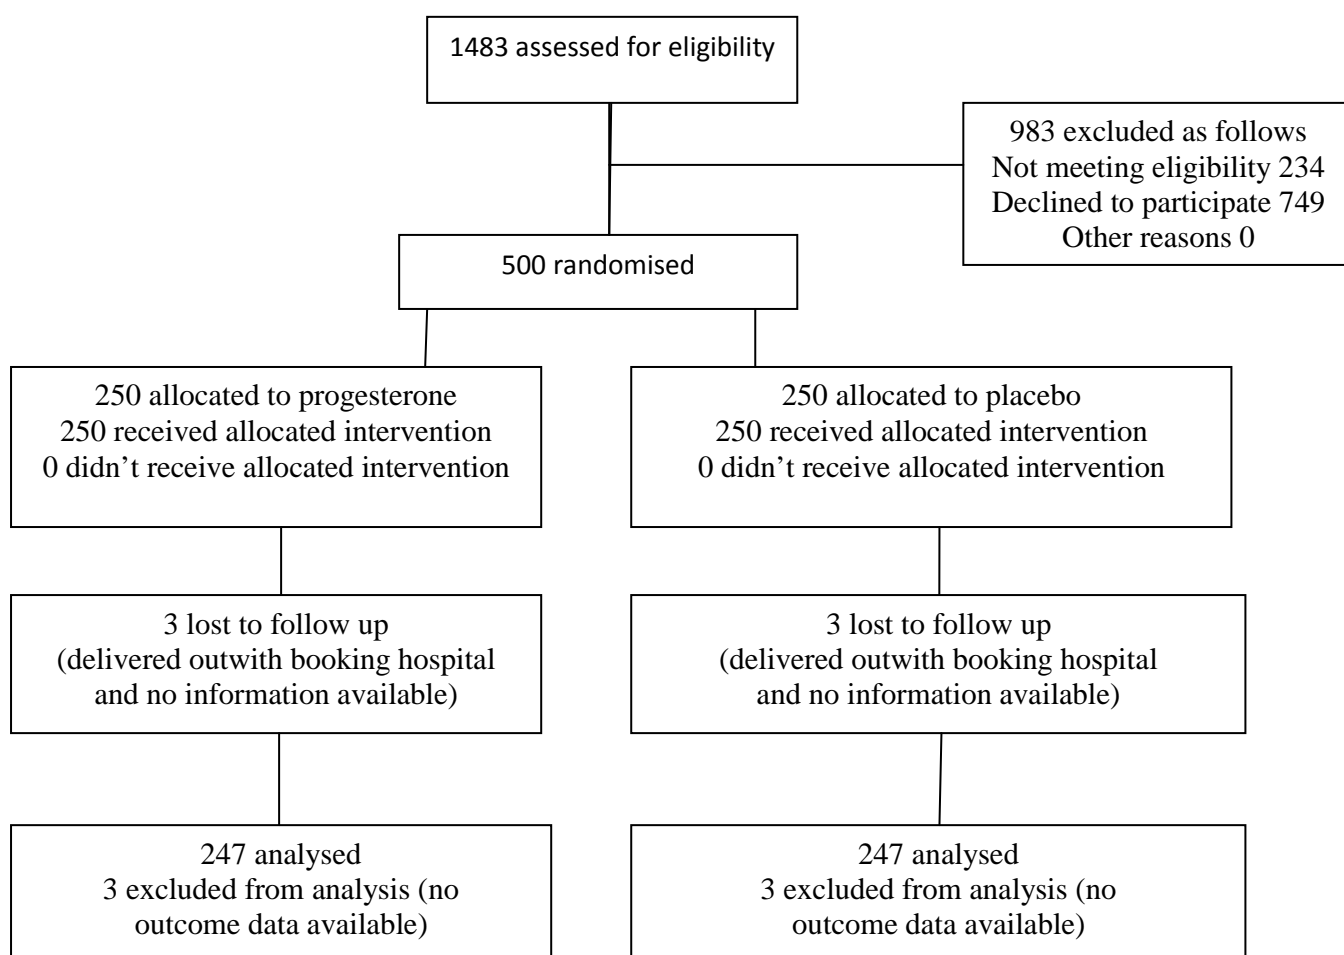 1483 assessed for eligibility
983 excluded as follows
Not meeting eligibility 234
Declined to participate 749
Other reasons 0
500 randomised
250 allocated to progesterone
250 received allocated intervention
0 didn’t receive allocated intervention
250 allocated to placebo
250 received allocated intervention
0 didn’t receive allocated intervention
3 lost to follow up
(delivered outwith booking hospital
and no information available)
3 lost to follow up
(delivered outwith booking hospital
and no information available)
247 analysed
3 excluded from analysis (no
outcome data available)
247 analysed
3 excluded from analysis (no
outcome data available)